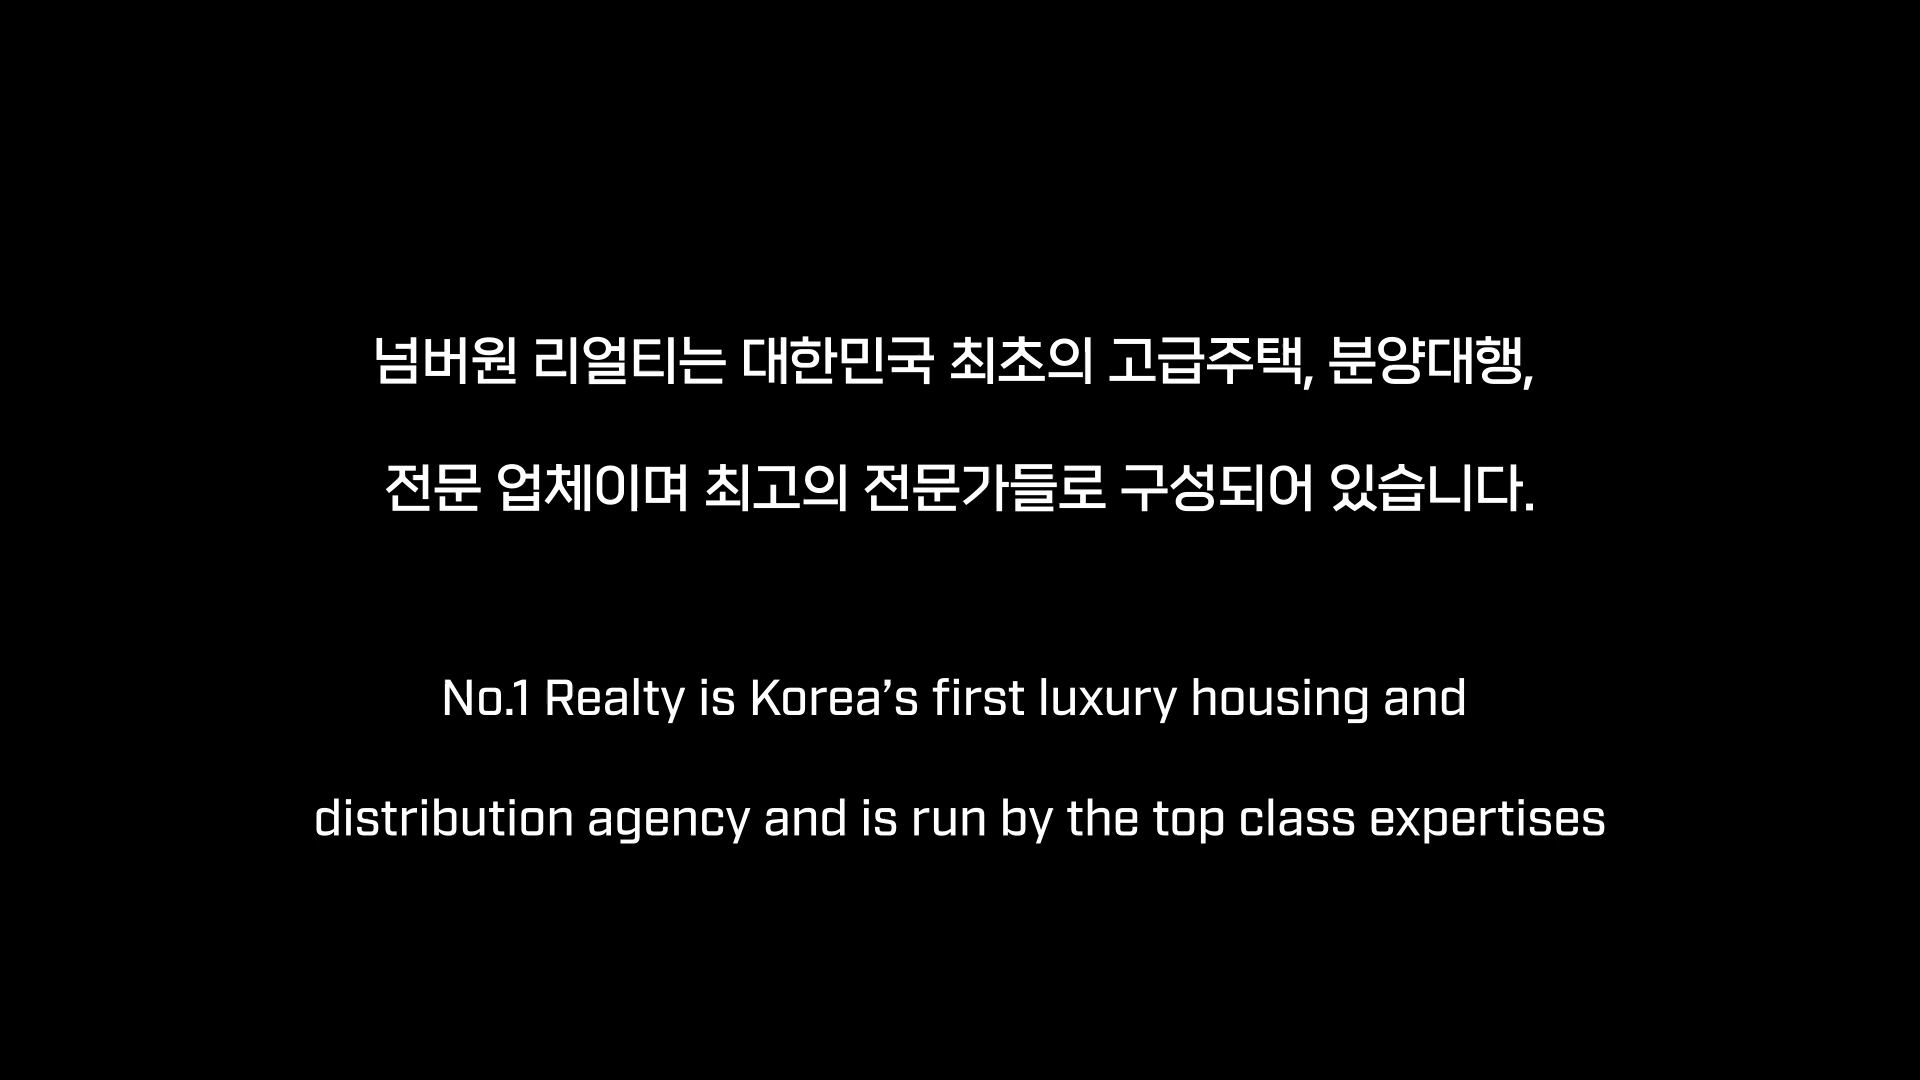 넘버원 리얼티는 대한민국 최초의 고급주택, 분양대행,
전문 업체이며 최고의 전문가들로 구성되어 있습니다.
No.1 Realty is Korea’s first luxury housing and
distribution agency and is run by the top class expertises